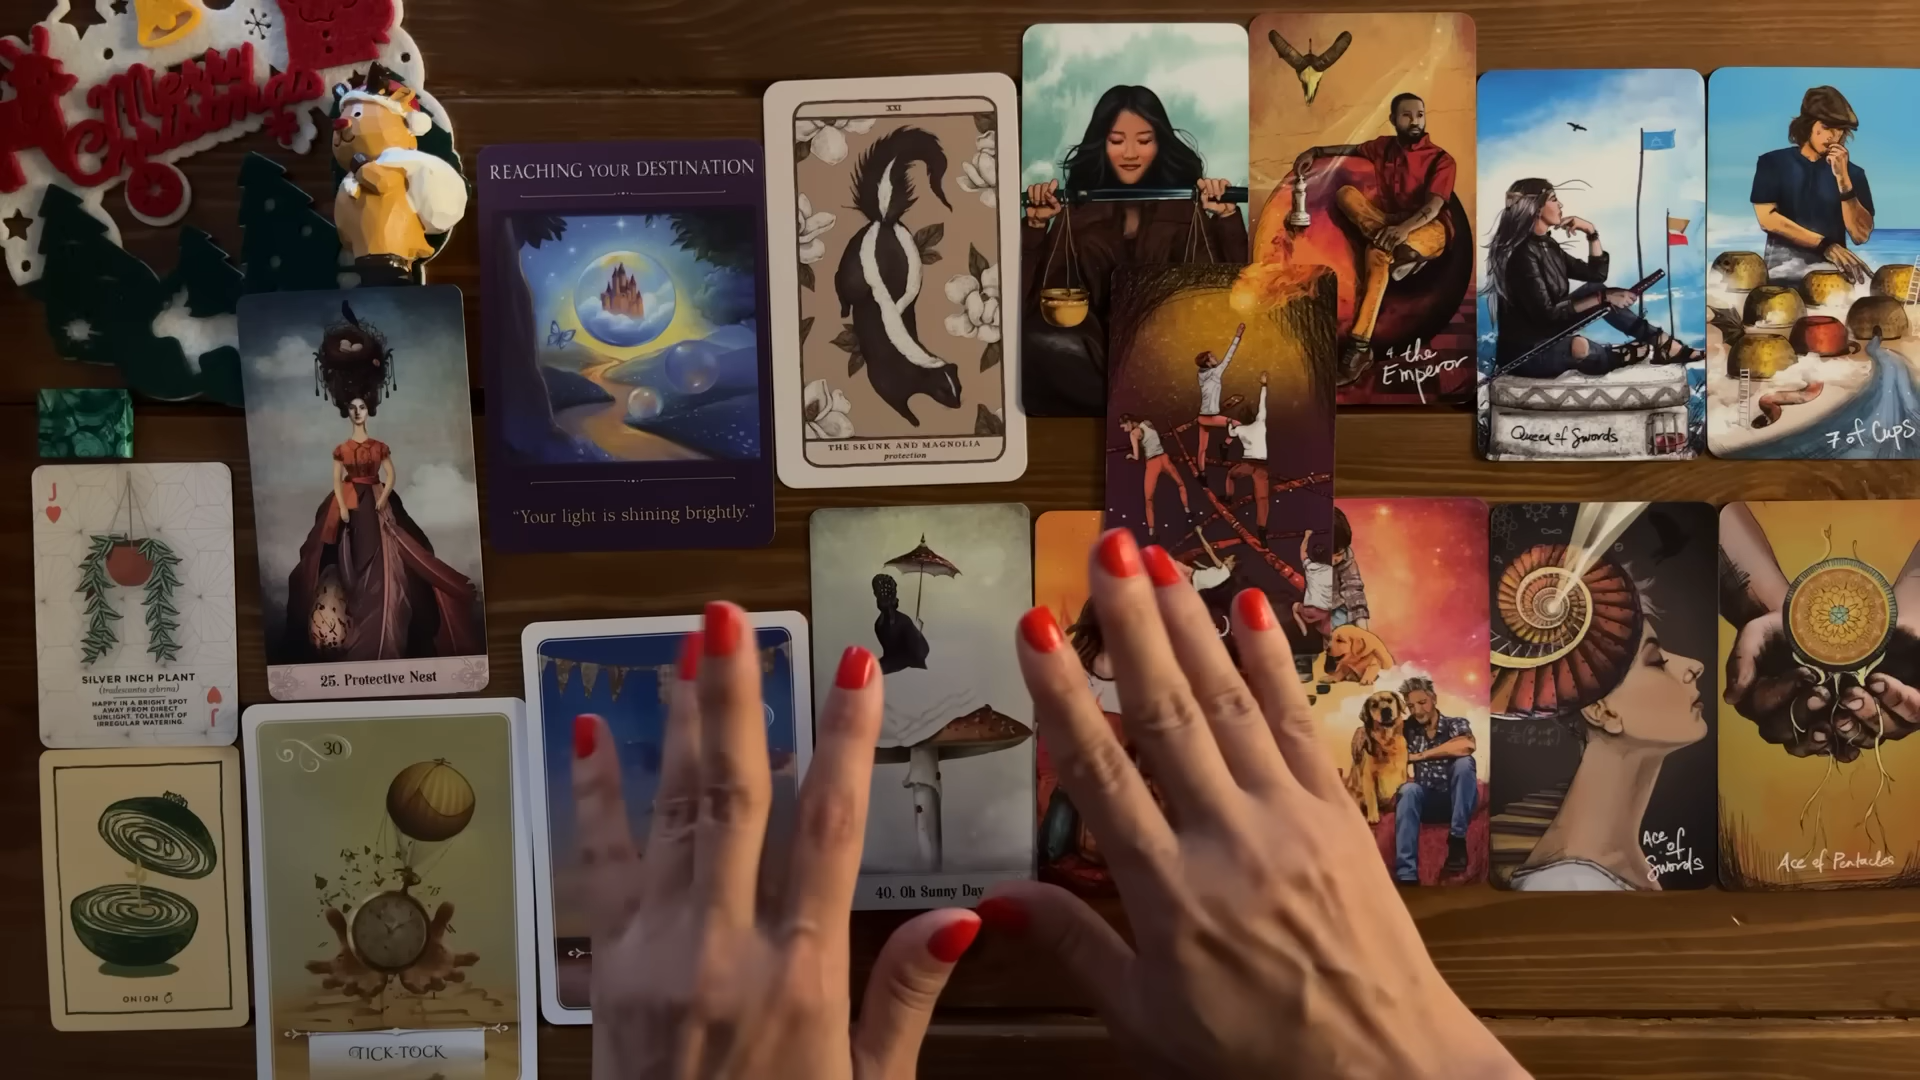 Merry
Christmas
REACHING YOUR DESTINATION
"Your light is shining brightly."
XXI
THE SKUNK AND MAGNOLIA
protection
4. the
Emperor
Queen of Swords
7 of Cups
J
SILVER INCH PLANT
(tradescantia zebrina)
HAPPY IN A BRIGHT SPOT
AWAY FROM DIRECT
SUNLIGHT. TOLERANT OF
IRREGULAR WATERING.
J
25. Protective Nest
ONION
30
TICK-TOCK
40. Oh Sunny Day
Ace
of
Swords
Ace of Pentacles